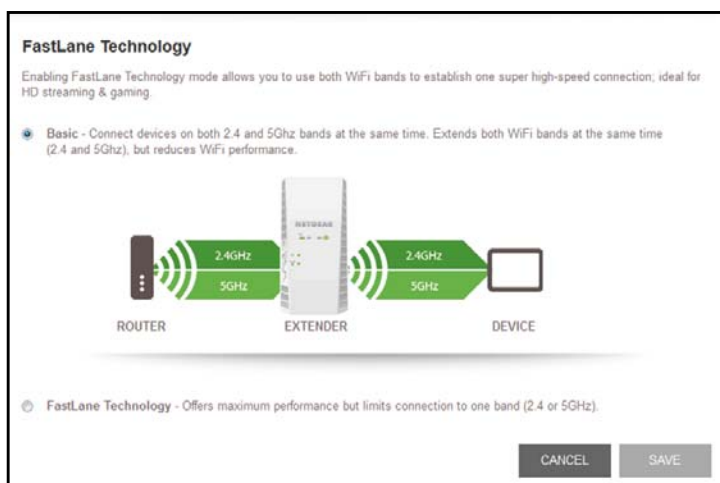 FastLane Technology
Enabling FastLane Technology mode allows you to use both WiFi bands to establish one super high-speed connection; ideal for
HD streaming & gaming.
Basic - Connect devices on both 2.4 and 5Ghz bands at the same time. Extends both WiFi bands at the same time
(2.4 and 5Ghz), but reduces WiFi performance.
NETGEAR
2.4GHz
2.4GHz
5GHz
5GHz
ROUTER
EXTENDER
DEVICE
FastLane Technology - Offers maximum performance but limits connection to one band (2.4 or 5GHz).
CANCEL
SAVE